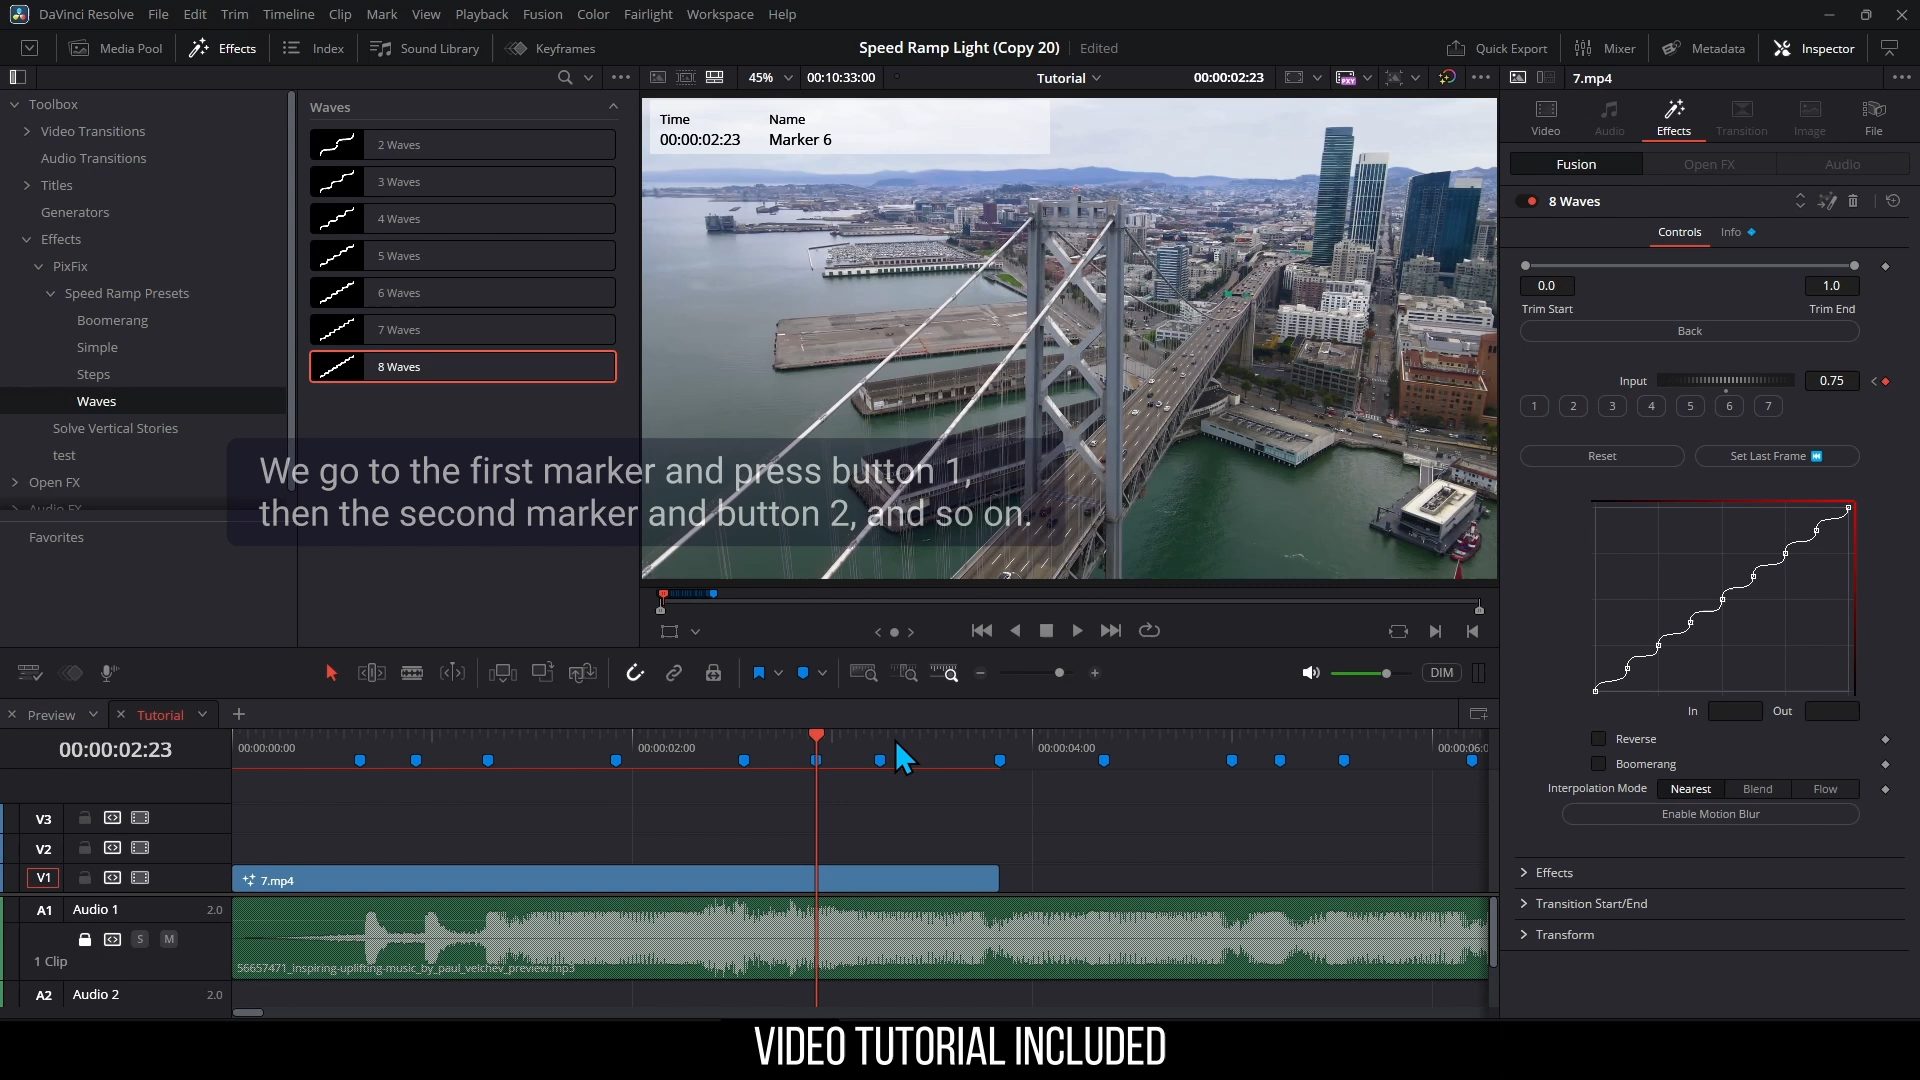 DaVinci Resolve File Edit Trim Timeline Clip Mark View Playback Fusion Color Fairlight Workspace Help
Media Pool Effects Index Sound Library Keyframes Speed Ramp Light (Copy 20) Edited Quick Export Mixer Metadata Inspector
45% 00:10:33:00 Tutorial 00:00:02:23 PXY 7.mp4
Toolbox
Video Transitions
Audio Transitions
Titles
Generators
Effects
PixFix
Speed Ramp Presets
Boomerang
Simple
Steps
Waves
Solve Vertical Stories
test
Open FX
Audio FX
Favorites
Waves
2 Waves
3 Waves
4 Waves
5 Waves
6 Waves
7 Waves
8 Waves
Time Name
00:00:02:23 Marker 6
We go to the first marker and press button 1,
then the second marker and button 2, and so on.
Video Audio Effects Transition Image File
Fusion Open FX Audio
8 Waves
Controls Info
0.0 1.0
Trim Start Trim End
Back
Input 0.75
1 2 3 4 5 6 7
Reset Set Last Frame
In Out
Reverse
Boomerang
Interpolation Mode Nearest Blend Flow
Enable Motion Blur
Effects
Transition Start/End
Transform
DIM
Preview Tutorial
00:00:02:23 00:00:00:00 00:00:02:00 00:00:04:00 00:00:06:0
V3
V2
V1 7.mp4
A1 Audio 1 2.0
S M
1 Clip
56657471_inspiring-uplifting-music_by_paul_velchev_preview.mp3
A2 Audio 2 2.0
VIDEO TUTORIAL INCLUDED